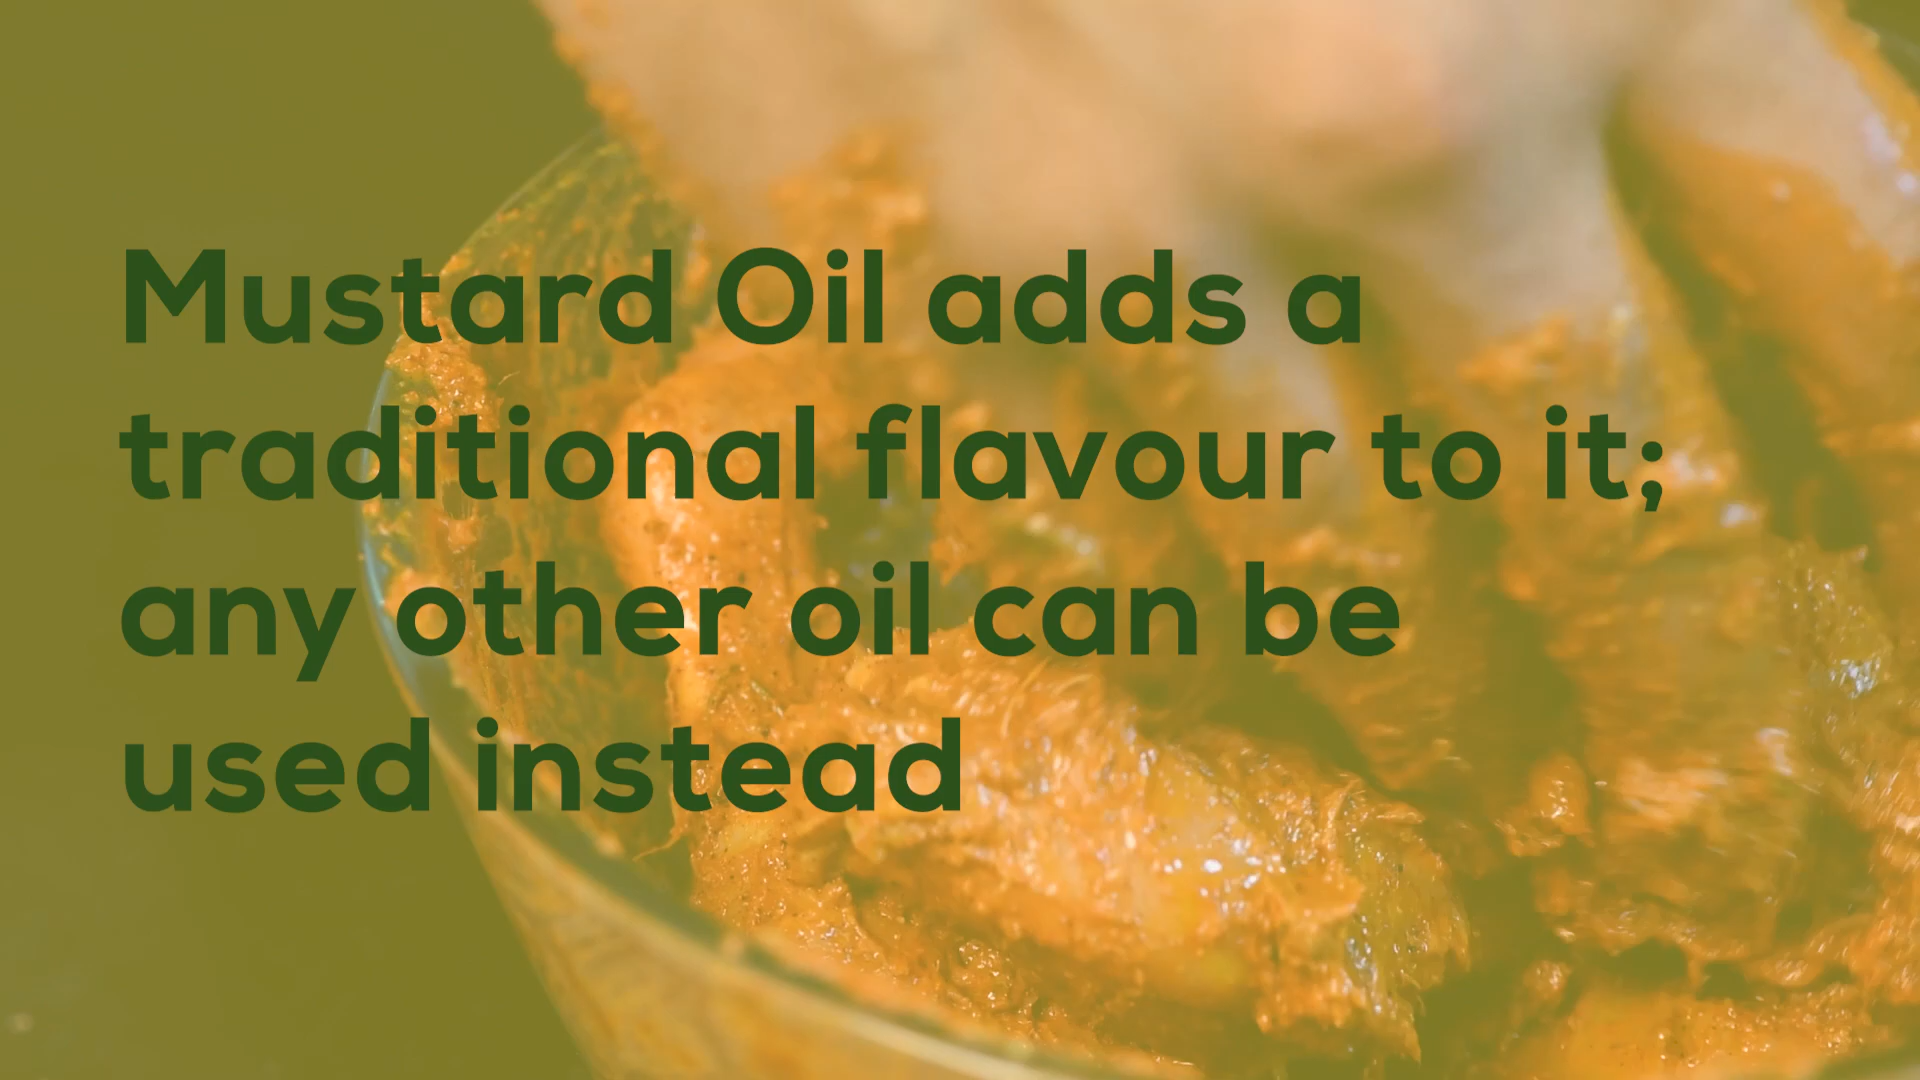 Mustard Oil adds a
traditional flavour to it;
any other oil can be
used instead